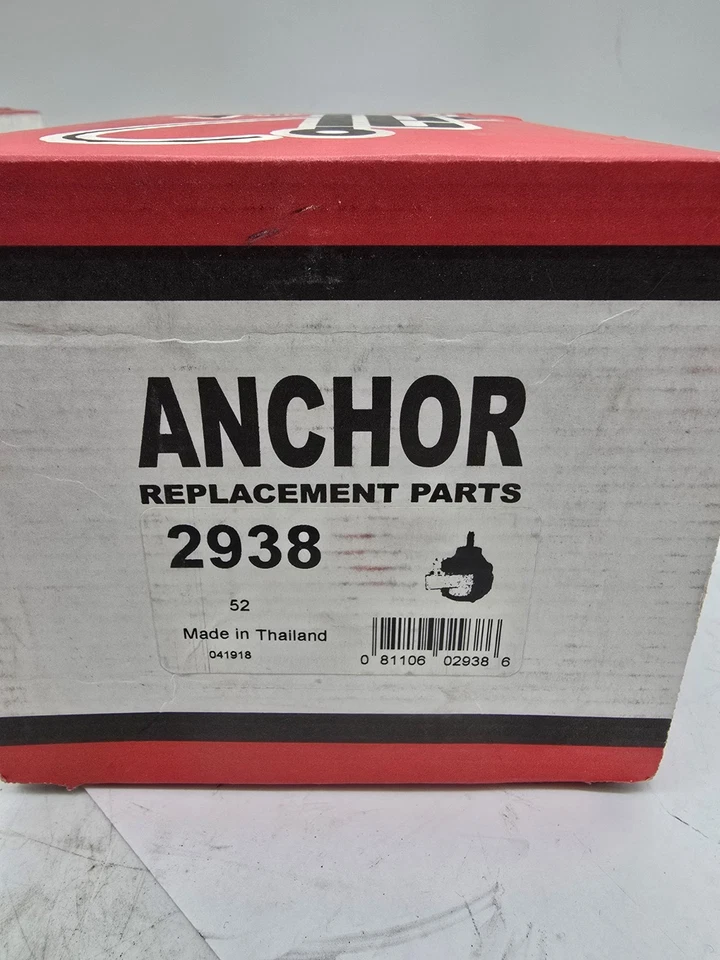 ANCHOR
REPLACEMENT PARTS
2938
52
Made in Thailand
041918
0 81106 02938 6